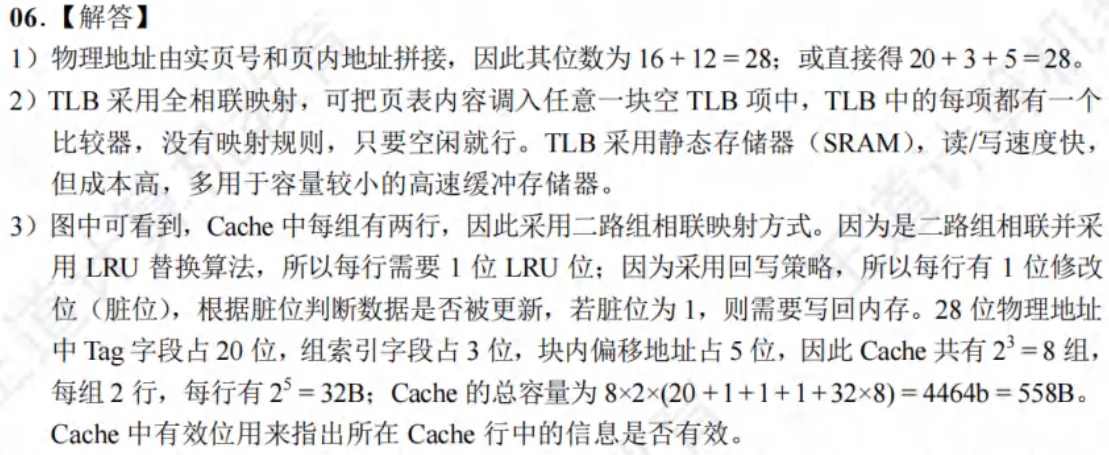 06.【解答】
1）物理地址由实页号和页内地址拼接，因此其位数为 16 + 12 = 28；或直接得 20 + 3 + 5 = 28。
2）TLB 采用全相联映射，可把页表内容调入任意一块空 TLB 项中，TLB 中的每项都有一个
比较器，没有映射规则，只要空闲就行。TLB 采用静态存储器（SRAM），读/写速度快，
但成本高，多用于容量较小的高速缓冲存储器。
3）图中可看到，Cache 中每组有两行，因此采用二路组相联映射方式。因为是二路组相联并采
用 LRU 替换算法，所以每行需要 1 位 LRU 位；因为采用回写策略，所以每行有 1 位修改
位（脏位），根据脏位判断数据是否被更新，若脏位为 1，则需要写回内存。28 位物理地址
中 Tag 字段占 20 位，组索引字段占 3 位，块内偏移地址占 5 位，因此 Cache 共有 2³ = 8 组，
每组 2 行，每行有 2⁵ = 32B；Cache 的总容量为 8×2×(20 + 1 + 1 + 1 + 32×8) = 4464b = 558B。
Cache 中有效位用来指出所在 Cache 行中的信息是否有效。